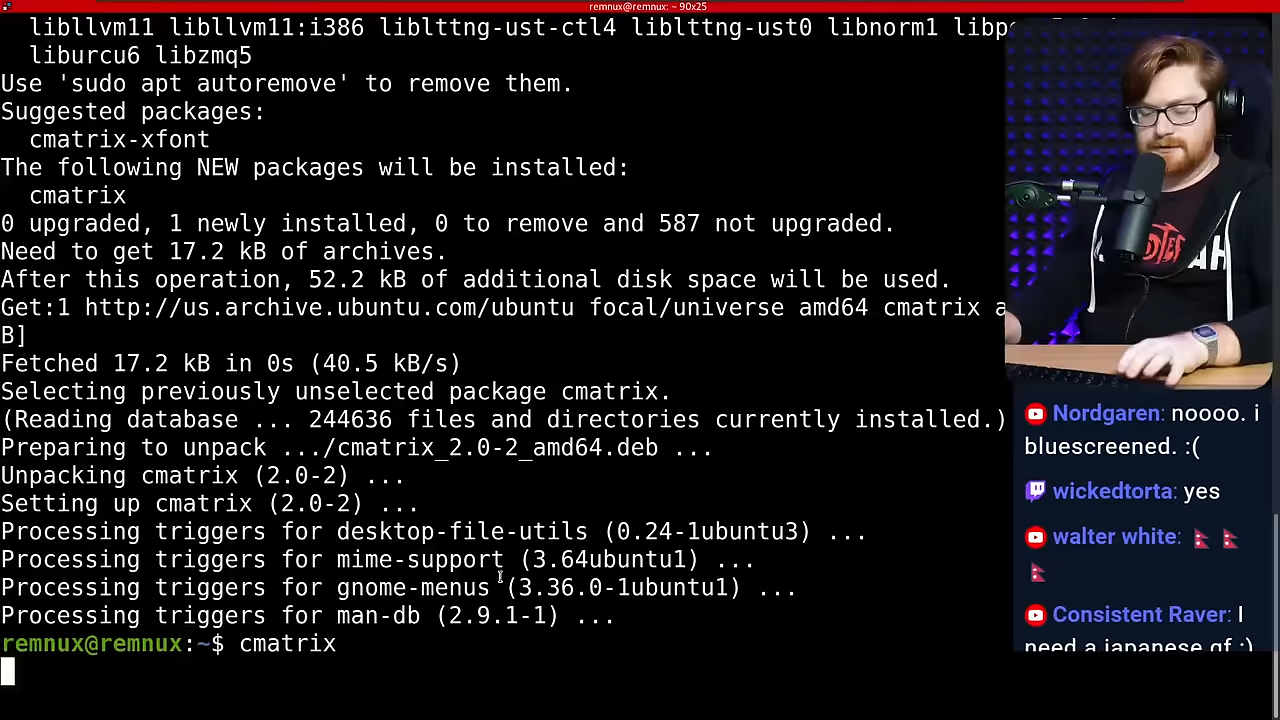 remnux@remnux: ~ 90x25
libllvm11 libllvm11:i386 liblttng-ust-ctl4 liblttng-ust0 libnorm1
liburcu6 libzmq5
Use 'sudo apt autoremove' to remove them.
Suggested packages:
cmatrix-xfont
The following NEW packages will be installed:
cmatrix
0 upgraded, 1 newly installed, 0 to remove and 587 not upgraded.
Need to get 17.2 kB of archives.
After this operation, 52.2 kB of additional disk space will be used.
Get:1 http://us.archive.ubuntu.com/ubuntu focal/universe amd64 cmatrix a
B]
Fetched 17.2 kB in 0s (40.5 kB/s)
Selecting previously unselected package cmatrix.
(Reading database ... 244636 files and directories currently installed.)
Preparing to unpack .../cmatrix_2.0-2_amd64.deb ...
Unpacking cmatrix (2.0-2) ...
Setting up cmatrix (2.0-2) ...
Processing triggers for desktop-file-utils (0.24-1ubuntu3) ...
Processing triggers for mime-support (3.64ubuntu1) ...
Processing triggers for gnome-menus (3.36.0-1ubuntu1) ...
Processing triggers for man-db (2.9.1-1) ...
remnux@remnux:~$ cmatrix
Nordgaren: noooo. i
bluescreened. :(
wickedtorta: yes
walter white: 🇳🇵 🇳🇵
🇳🇵
Consistent Raver: I
need a japanese gf :)